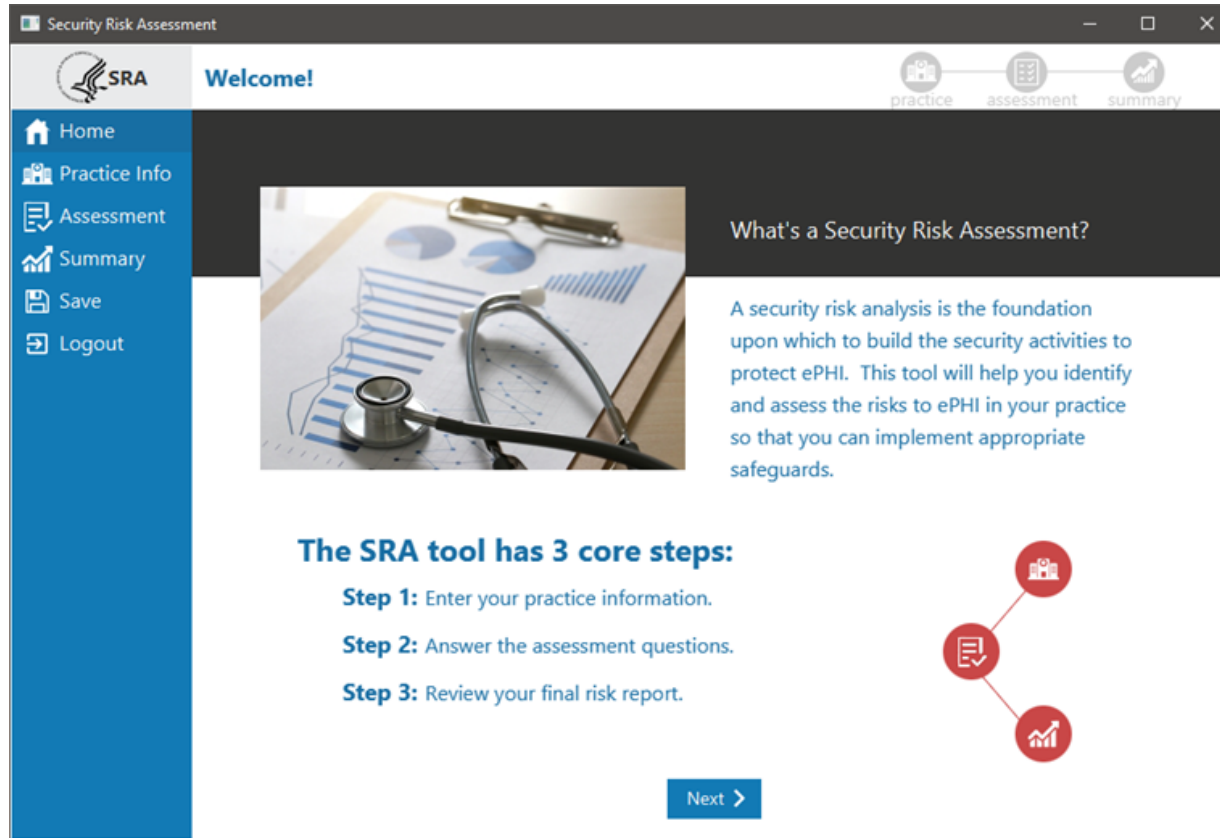 Security Risk Assessment
SRA
Welcome!
practice
assessment
summary
Home
Practice Info
Assessment
Summary
Save
Logout
What's a Security Risk Assessment?
A security risk analysis is the foundation
upon which to build the security activities to
protect ePHI.  This tool will help you identify
and assess the risks to ePHI in your practice
so that you can implement appropriate
safeguards.
The SRA tool has 3 core steps:
Step 1: Enter your practice information.
Step 2: Answer the assessment questions.
Step 3: Review your final risk report.
Next